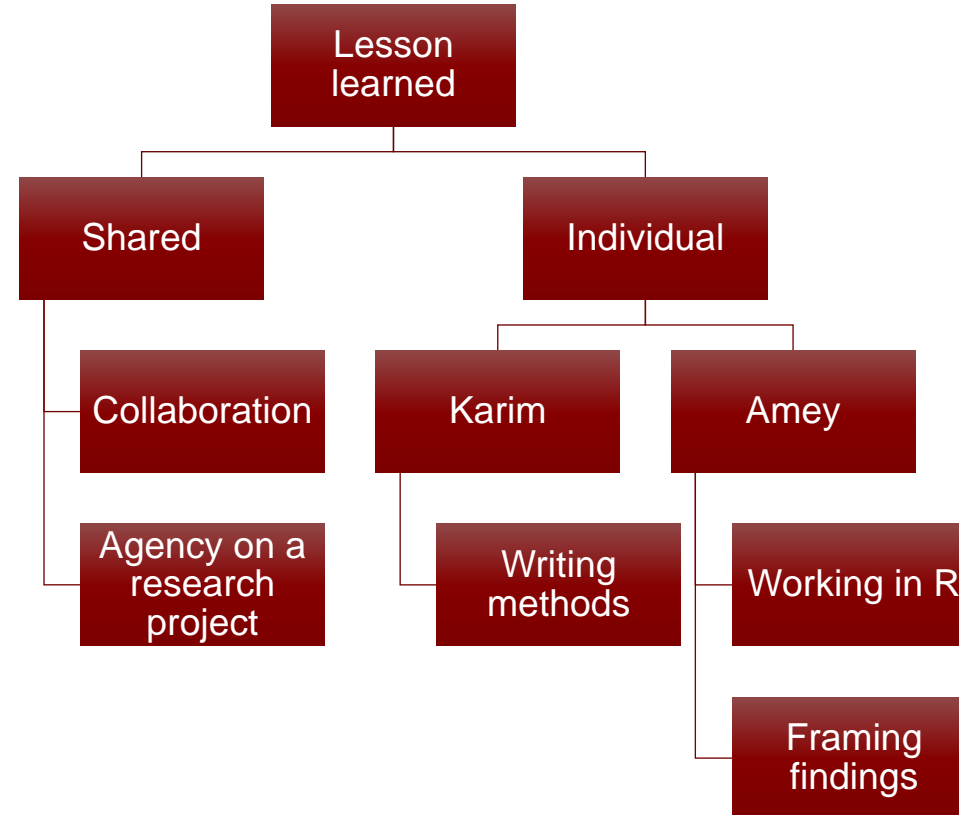 Lesson
learned
Shared
Individual
Collaboration
Karim
Amey
Agency on a
research
project
Writing
methods
Working in R
Framing
findings